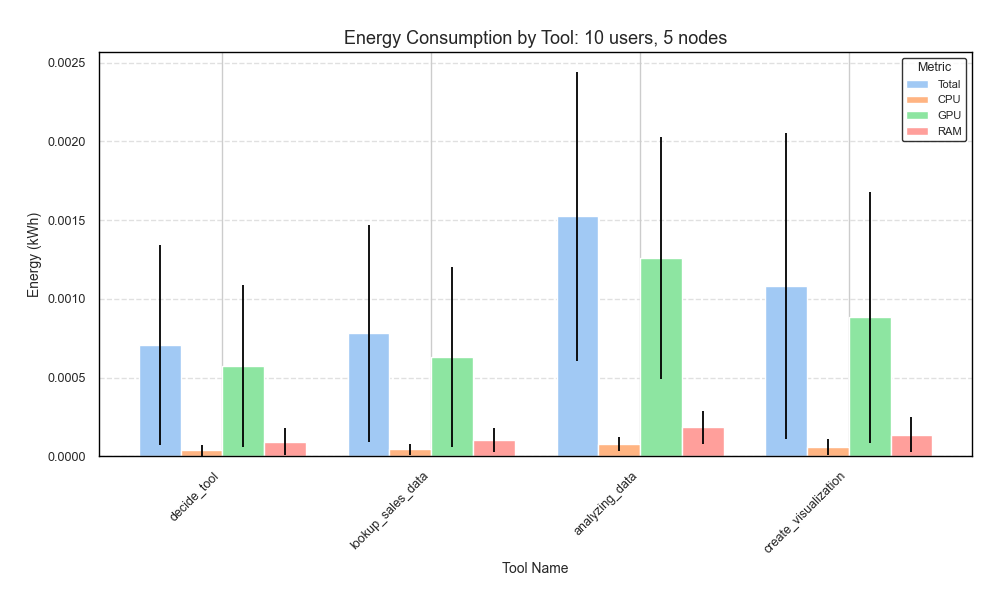 Energy Consumption by Tool: 10 users, 5 nodes
Metric
Total
CPU
GPU
RAM
Energy (kWh)
0.0025
0.0020
0.0015
0.0010
0.0005
0.0000
decide_tool
lookup_sales_data
analyzing_data
create_visualization
Tool Name